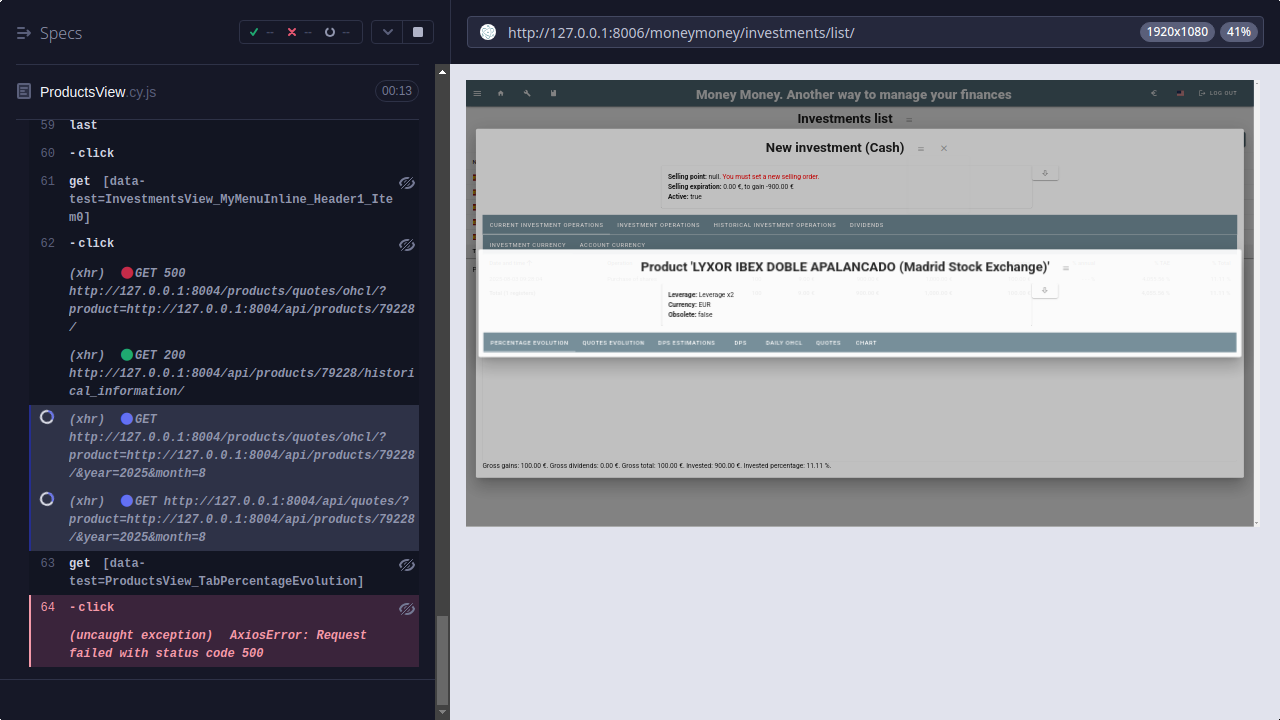 Specs
-- -- --
ProductsView.cy.js 00:13
59 last
60 -click
61 get [data-
test=InvestmentsView_MyMenuInline_Header1_Ite
m0]
62 -click
(xhr) GET 500
http://127.0.0.1:8004/products/quotes/ohcl/?
product=http://127.0.0.1:8004/api/products/79228
/
(xhr) GET 200
http://127.0.0.1:8004/api/products/79228/histori
cal_information/
(xhr) GET
http://127.0.0.1:8004/products/quotes/ohcl/?
product=http://127.0.0.1:8004/api/products/79228
/&year=2025&month=8
(xhr) GET http://127.0.0.1:8004/api/quotes/?
product=http://127.0.0.1:8004/api/products/79228
/&year=2025&month=8
63 get [data-
test=ProductsView_TabPercentageEvolution]
64 -click
(uncaught exception) AxiosError: Request
failed with status code 500
http://127.0.0.1:8006/moneymoney/investments/list/ 1920x1080 41%
Money Money. Another way to manage your finances
LOG OUT
Investments list
New investment (Cash)
Selling point: null. You must set a new selling order.
Selling expiration: 0.00 €, to gain -900.00 €
Active: true
CURRENT INVESTMENT OPERATIONS INVESTMENT OPERATIONS HISTORICAL INVESTMENT OPERATIONS DIVIDENDS
INVESTMENT CURRENCY ACCOUNT CURRENCY
Product 'LYXOR IBEX DOBLE APALANCADO (Madrid Stock Exchange)'
Leverage: Leverage x2
Currency: EUR
Obsolete: false
PERCENTAGE EVOLUTION QUOTES EVOLUTION DPS ESTIMATIONS DPS DAILY OHCL QUOTES CHART
Gross gains: 100.00 €. Gross dividends: 0.00 €. Gross total: 100.00 €. Invested: 900.00 €. Invested percentage: 11.11 %.